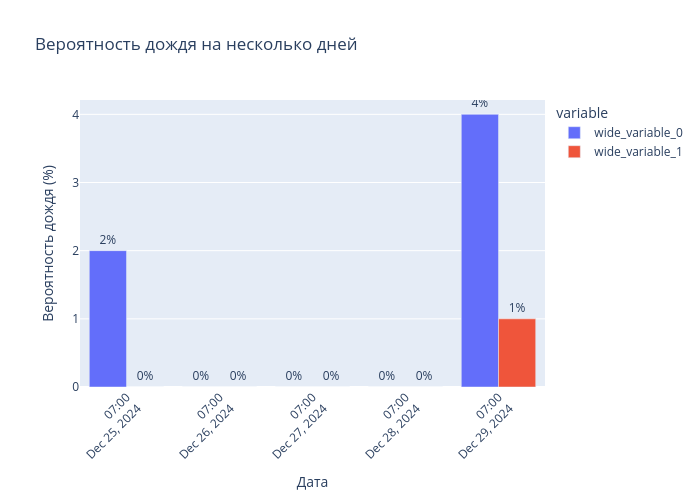 Вероятность дождя на несколько дней
variable
wide_variable_0
wide_variable_1
Вероятность дождя (%)
4
3
2
1
0
2%
0%
0%
0%
0%
0%
0%
0%
4%
1%
07:00
Dec 25, 2024
07:00
Dec 26, 2024
07:00
Dec 27, 2024
07:00
Dec 28, 2024
07:00
Dec 29, 2024
Дата